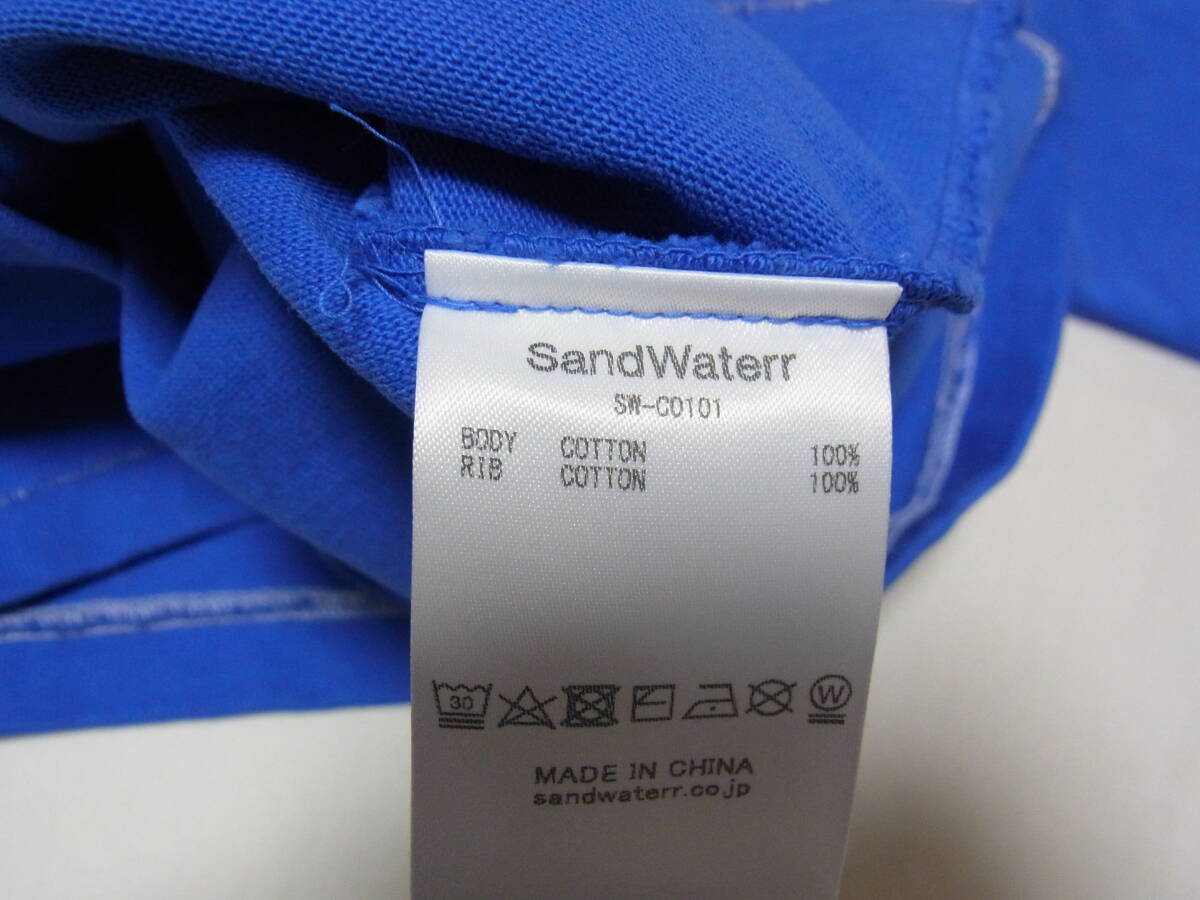 SandWaterr
SW-C0101
BODY COTTON 100%
RIB COTTON 100%
30 W
MADE IN CHINA
sandwaterr.co.jp